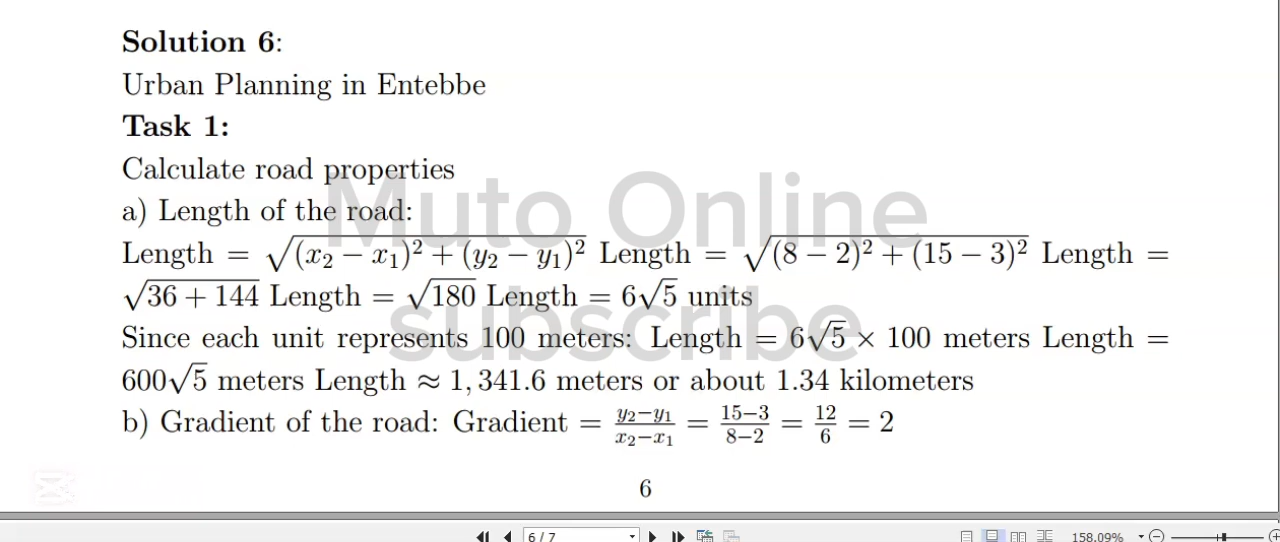 Solution 6:
Urban Planning in Entebbe
Task 1:
Calculate road properties
a) Length of the road:
Length = √(x₂ − x₁)² + (y₂ − y₁)² Length = √(8 − 2)² + (15 − 3)² Length =
√36 + 144 Length = √180 Length = 6√5 units
Since each unit represents 100 meters: Length = 6√5 × 100 meters Length =
600√5 meters Length ≈ 1, 341.6 meters or about 1.34 kilometers
b) Gradient of the road: Gradient = y₂−y₁/x₂−x₁ = 15−3/8−2 = 12/6 = 2
Muto Online
subscribe
6
6 / 7
158.09%